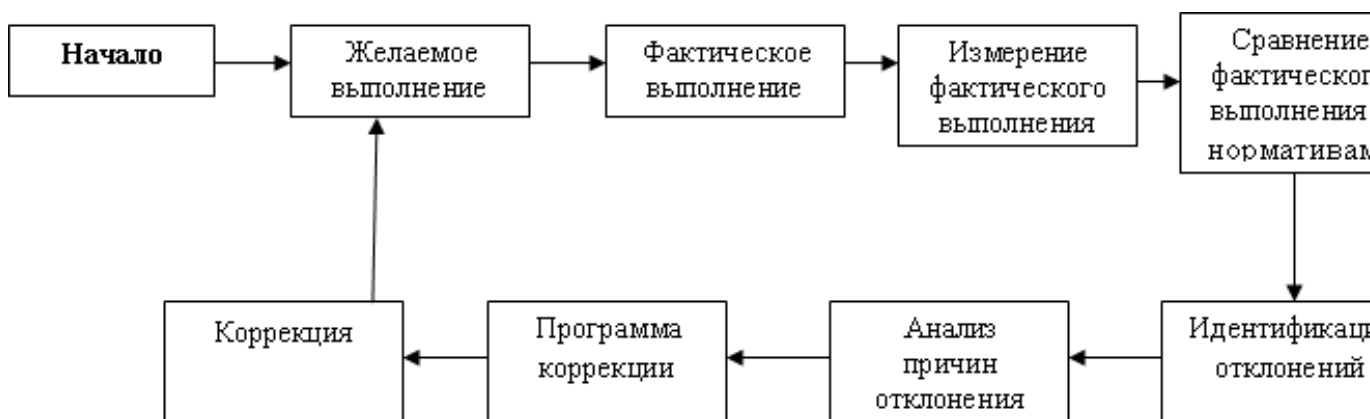 Начало
Желаемое
выполнение
Фактическое
выполнение
Измерение
фактического
выполнения
Сравнение
фактическог
выполнения
нормативам
Коррекция
Программа
коррекции
Анализ
причин
отклонения
Идентификаци
отклонений